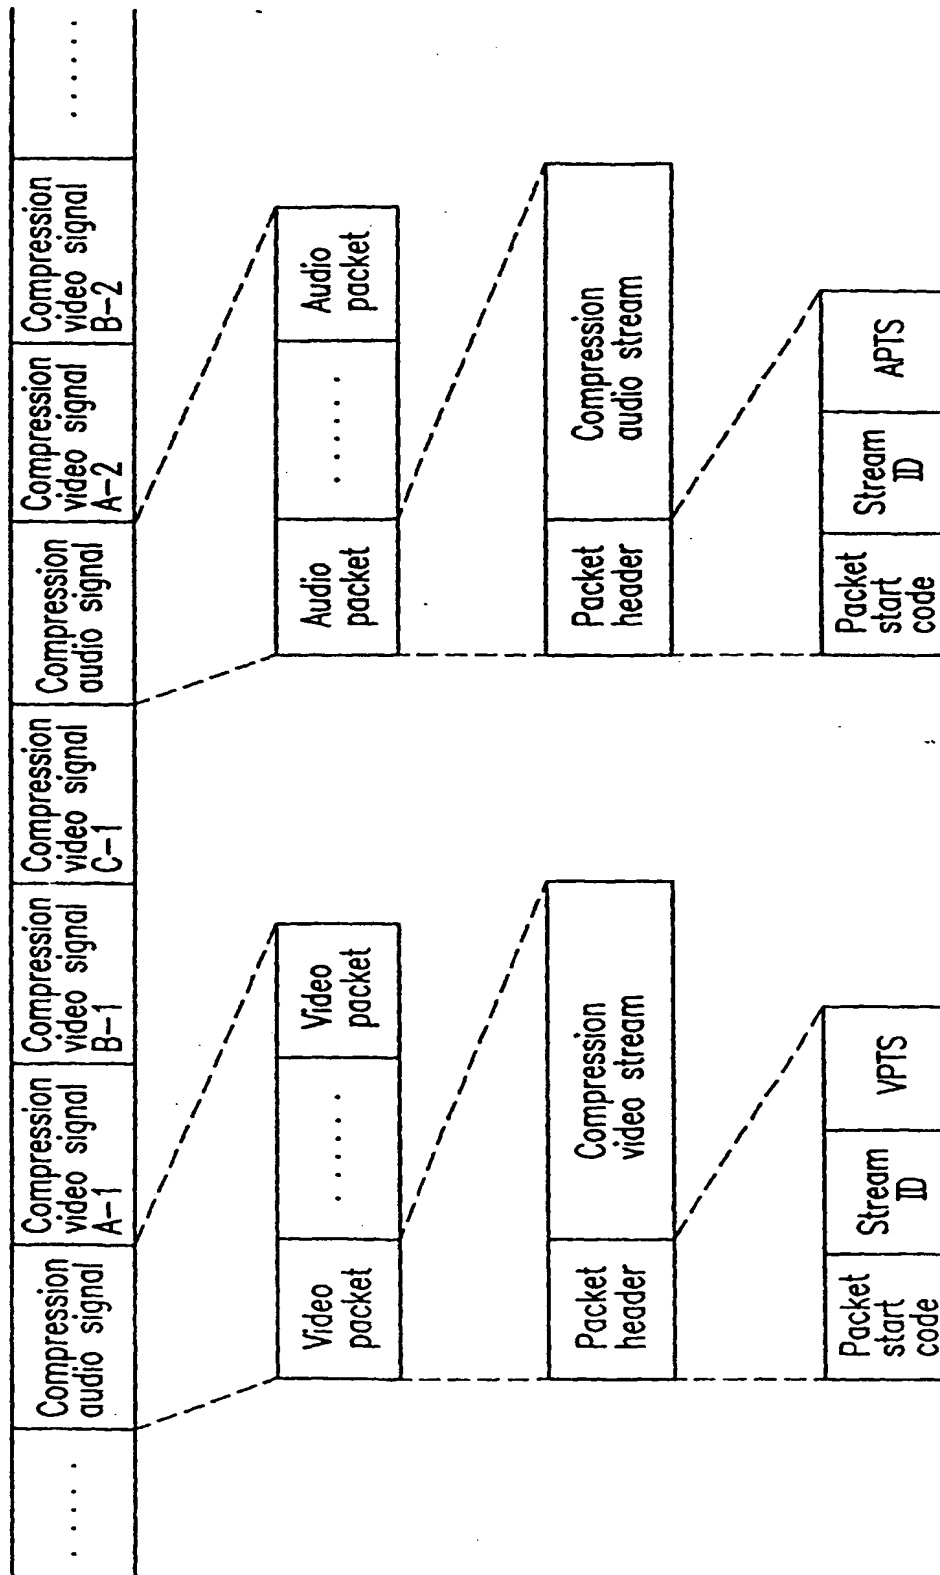 .....
Compression
audio signal
Compression
video signal
A-1
Compression
video signal
B-1
Compression
video signal
C-1
Compression
audio signal
Compression
video signal
A-2
Compression
video signal
B-2
......
Video
packet
......
Video
packet
Audio
packet
......
Audio
packet
Packet
header
Compression
video stream
Packet
header
Compression
audio stream
Packet
start
code
Stream
ID
VPTS
Packet
start
code
Stream
ID
APTS